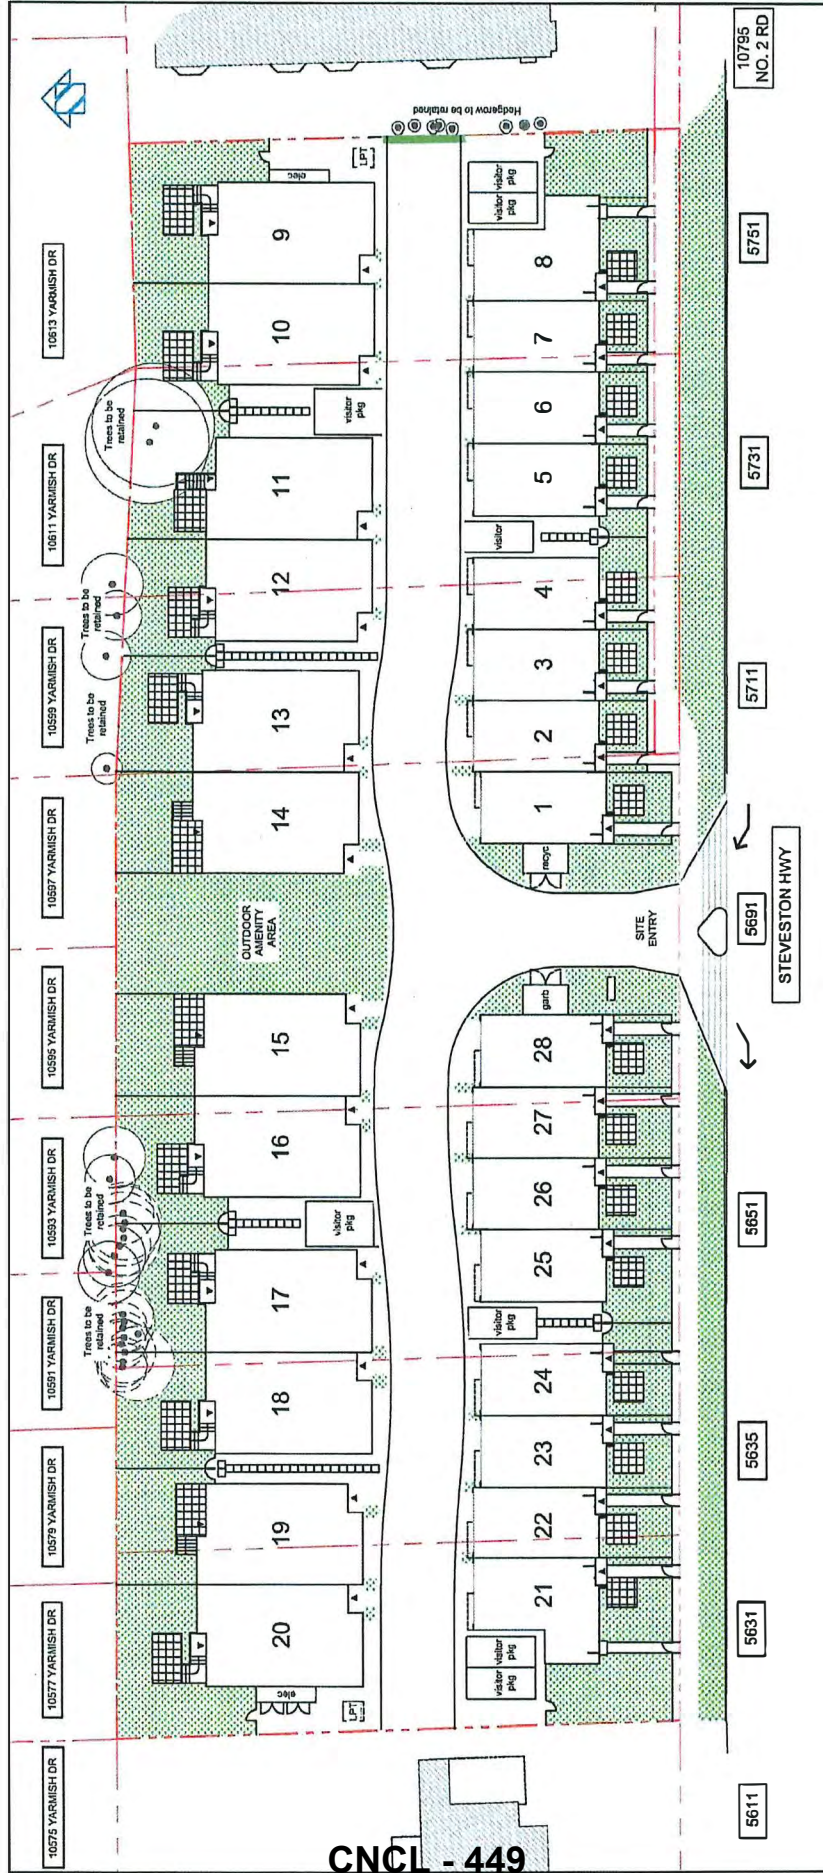 10575 YARMISH DR
10577 YARMISH DR
10579 YARMISH DR
10591 YARMISH DR
10593 YARMISH DR
10595 YARMISH DR
10597 YARMISH DR
10599 YARMISH DR
10611 YARMISH DR
10613 YARMISH DR
Trees to be
retained
Trees to be
retained
Trees to be
retained
Trees to be
retained
Trees to be
retained
20
19
18
17
16
15
OUTDOOR
AMENITY
AREA
14
13
12
11
10
9
elec
elec
LPT
LPT
visitor
pkg
visitor
pkg
Hedgerow to be retained
visitor
pkg
visitor
pkg
visitor
pkg
visitor
visitor
pkg
visitor
pkg
21
22
23
24
25
26
27
28
garb
recyc
1
2
3
4
5
6
7
8
SITE
ENTRY
5611
5631
5635
5651
5691
5711
5731
5751
10795
NO. 2 RD
STEVESTON HWY
CNCL - 449